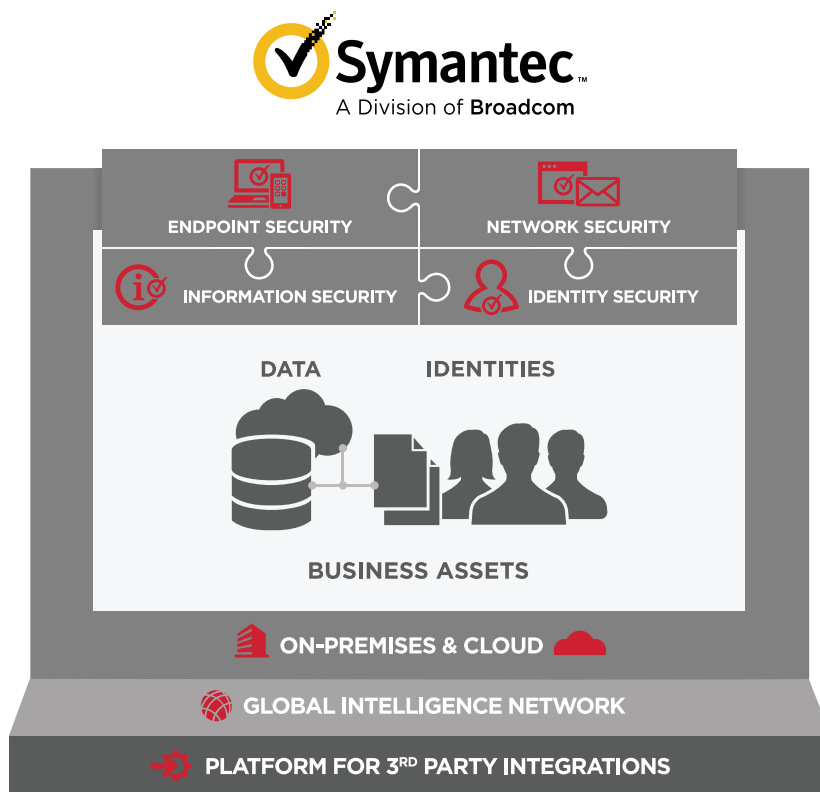 Symantec™
A Division of Broadcom
ENDPOINT SECURITY
NETWORK SECURITY
INFORMATION SECURITY
IDENTITY SECURITY
DATA
IDENTITIES
BUSINESS ASSETS
ON-PREMISES & CLOUD
GLOBAL INTELLIGENCE NETWORK
PLATFORM FOR 3RD PARTY INTEGRATIONS